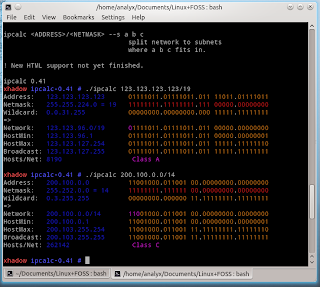 /home/analyx/Documents/Linux+FOSS : bash
File Edit View Bookmarks Settings Help
ipcalc <ADDRESS>/<NETMASK> --s a b c
split network to subnets
where a b c fits in.
! New HTML support not yet finished.
ipcalc 0.41
xhadow ipcalc-0.41 # ./ipcalc 123.123.123.123/19
Address: 123.123.123.123 01111011.01111011.011 11011.01111011
Netmask: 255.255.224.0 = 19 11111111.11111111.111 00000.00000000
Wildcard: 0.0.31.255 00000000.00000000.000 11111.11111111
=>
Network: 123.123.96.0/19 01111011.01111011.011 00000.00000000
HostMin: 123.123.96.1 01111011.01111011.011 00000.00000001
HostMax: 123.123.127.254 01111011.01111011.011 11111.11111110
Broadcast: 123.123.127.255 01111011.01111011.011 11111.11111111
Hosts/Net: 8190 Class A
xhadow ipcalc-0.41 # ./ipcalc 200.100.0.0/14
Address: 200.100.0.0 11001000.011001 00.00000000.00000000
Netmask: 255.252.0.0 = 14 11111111.111111 00.00000000.00000000
Wildcard: 0.3.255.255 00000000.000000 11.11111111.11111111
=>
Network: 200.100.0.0/14 11001000.011001 00.00000000.00000000
HostMin: 200.100.0.1 11001000.011001 00.00000000.00000001
HostMax: 200.103.255.254 11001000.011001 11.11111111.11111110
Broadcast: 200.103.255.255 11001000.011001 11.11111111.11111111
Hosts/Net: 262142 Class C
xhadow ipcalc-0.41 #
~/Documents/Linux+FOSS : bash /home/analyx/Documents/Linux+FOSS : bash